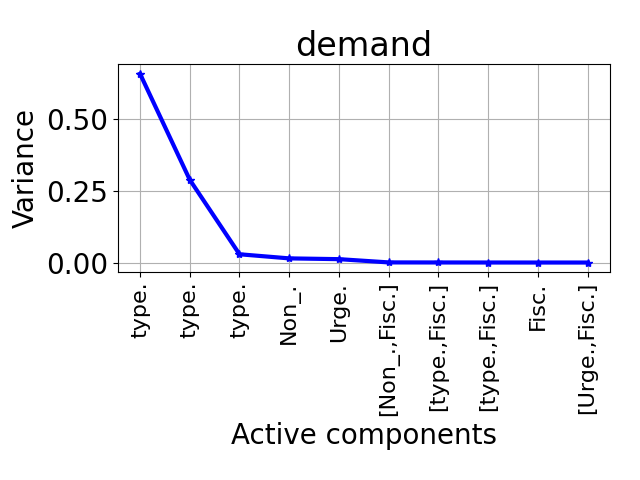 demand
Variance
0.50
0.25
0.00
type.
type.
type.
Non_.
Urge.
[Non_.,Fisc.]
[type.,Fisc.]
[type.,Fisc.]
Fisc.
[Urge.,Fisc.]
Active components